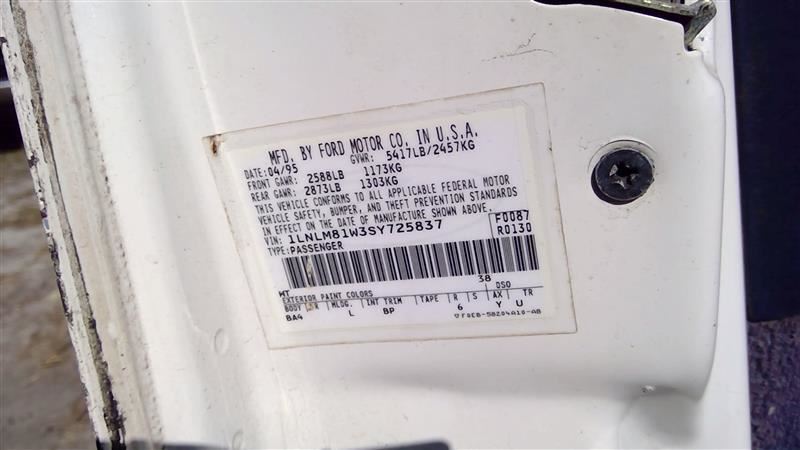 MFD. BY FORD MOTOR CO. IN U.S.A.
DATE: 04/95 GVWR: 5417LB/2457KG
FRONT GAWR: 2588LB 1173KG
REAR GAWR: 2873LB 1303KG
THIS VEHICLE CONFORMS TO ALL APPLICABLE FEDERAL MOTOR
VEHICLE SAFETY, BUMPER, AND THEFT PREVENTION STANDARDS
IN EFFECT ON THE DATE OF MANUFACTURE SHOWN ABOVE.
VIN: 1LNLM81W3SY725837 F0087
TYPE: PASSENGER R0130
WT 38
EXTERIOR PAINT COLORS DSO
BODY MLDG. INT TRIM TAPE R S AX TR
BA4 L BP 6 Y U